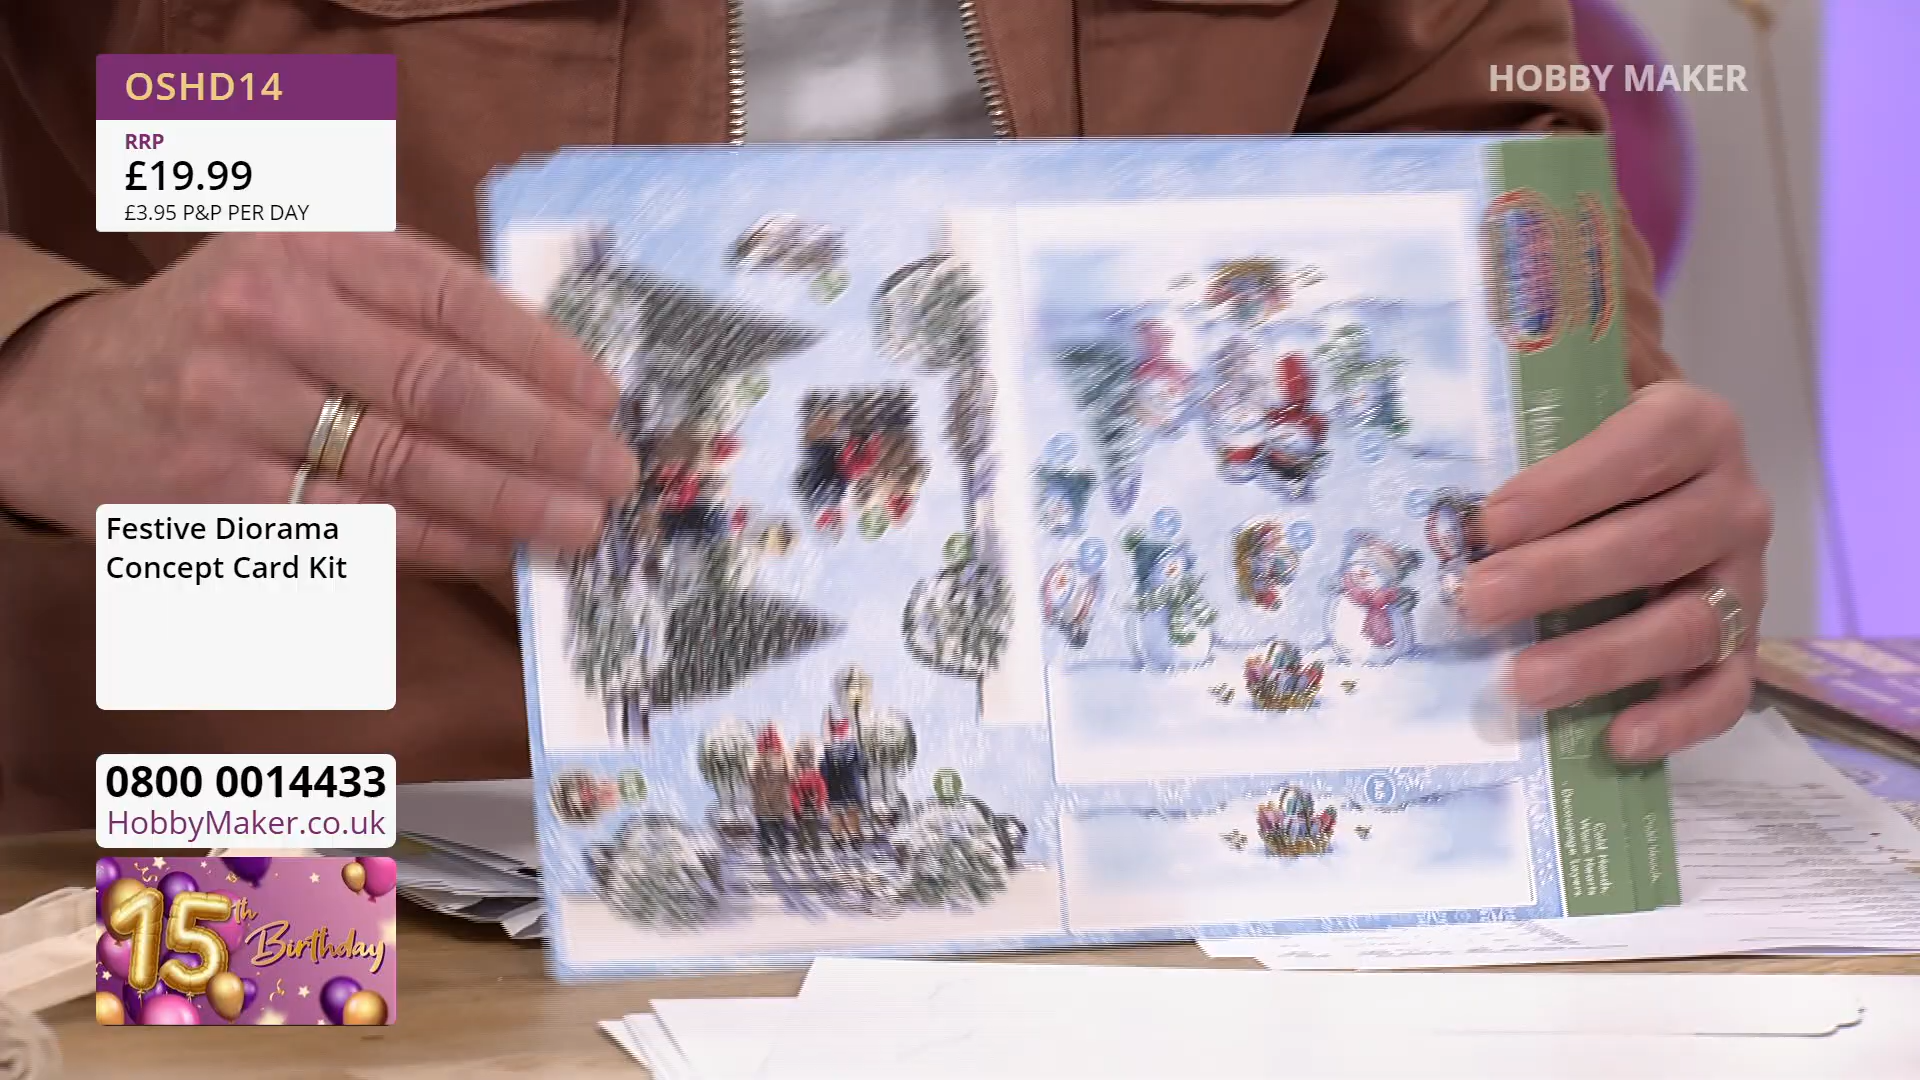 OSHD14
RRP
£19.99
£3.95 P&P PER DAY
HOBBY MAKER
Festive Diorama
Concept Card Kit
0800 0014433
HobbyMaker.co.uk
15th
Birthday